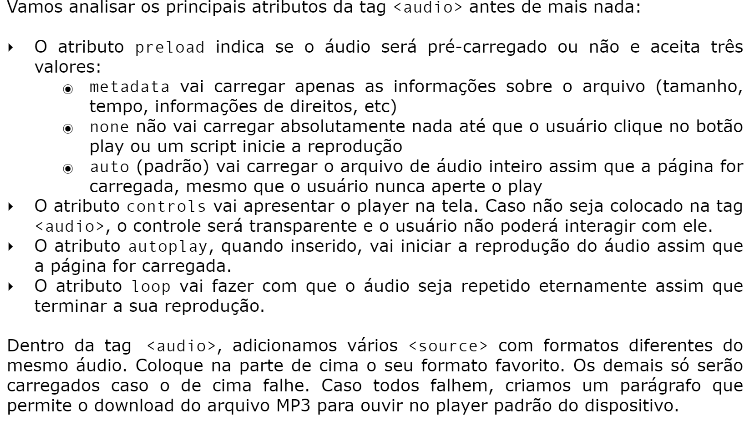 Vamos analisar os principais atributos da tag <audio> antes de mais nada:
‣ O atributo preload indica se o áudio será pré-carregado ou não e aceita três
valores:
◉ metadata vai carregar apenas as informações sobre o arquivo (tamanho,
tempo, informações de direitos, etc)
◉ none não vai carregar absolutamente nada até que o usuário clique no botão
play ou um script inicie a reprodução
◉ auto (padrão) vai carregar o arquivo de áudio inteiro assim que a página for
carregada, mesmo que o usuário nunca aperte o play
‣ O atributo controls vai apresentar o player na tela. Caso não seja colocado na tag
<audio>, o controle será transparente e o usuário não poderá interagir com ele.
‣ O atributo autoplay, quando inserido, vai iniciar a reprodução do áudio assim que
a página for carregada.
‣ O atributo loop vai fazer com que o áudio seja repetido eternamente assim que
terminar a sua reprodução.
Dentro da tag <audio>, adicionamos vários <source> com formatos diferentes do
mesmo áudio. Coloque na parte de cima o seu formato favorito. Os demais só serão
carregados caso o de cima falhe. Caso todos falhem, criamos um parágrafo que
permite o download do arquivo MP3 para ouvir no player padrão do dispositivo.